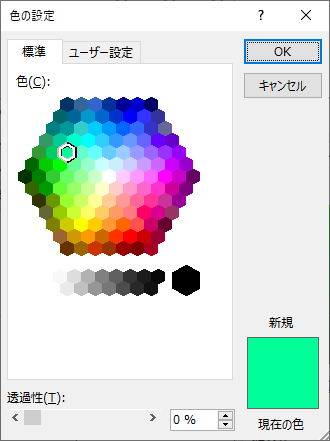 色の設定
? ×
標準
ユーザー設定
OK
キャンセル
色(C):
新規
現在の色
透過性(T):
0 %